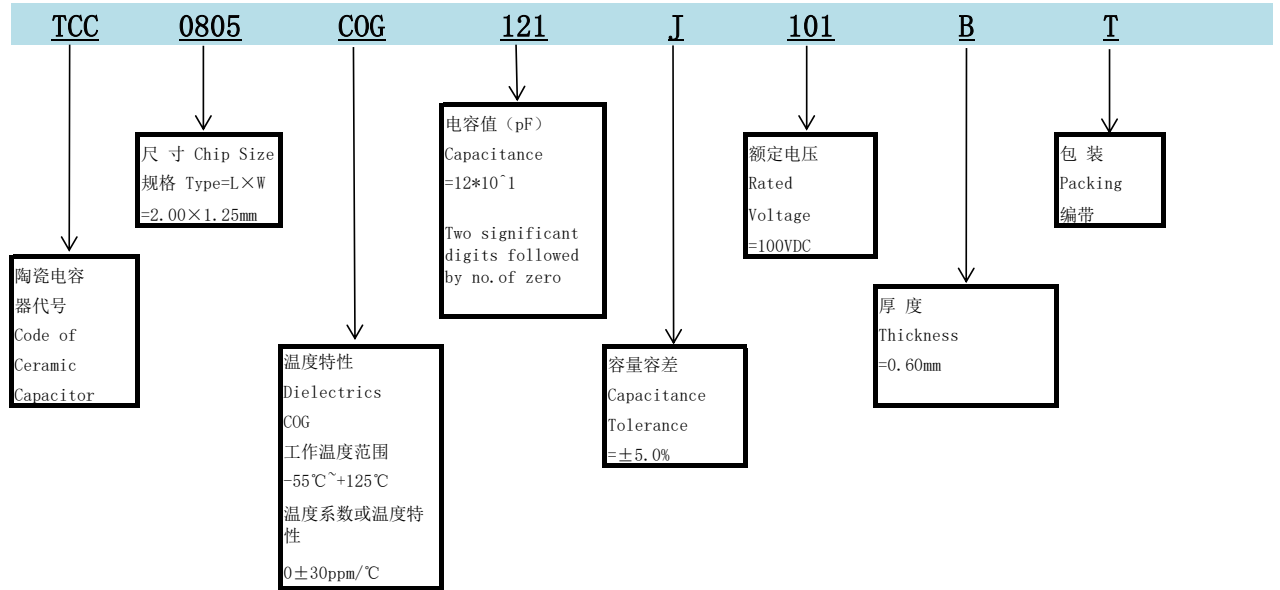 TCC 0805 COG 121 J 101 B T
陶瓷电容
器代号
Code of
Ceramic
Capacitor
尺 寸 Chip Size
规格 Type=L×W
=2.00×1.25mm
温度特性
Dielectrics
COG
工作温度范围
-55℃~+125℃
温度系数或温度特
性
0±30ppm/℃
电容值（pF）
Capacitance
=12*10^1
Two significant
digits followed
by no.of zero
容量容差
Capacitance
Tolerance
=±5.0%
额定电压
Rated
Voltage
=100VDC
厚 度
Thickness
=0.60mm
包 装
Packing
编带